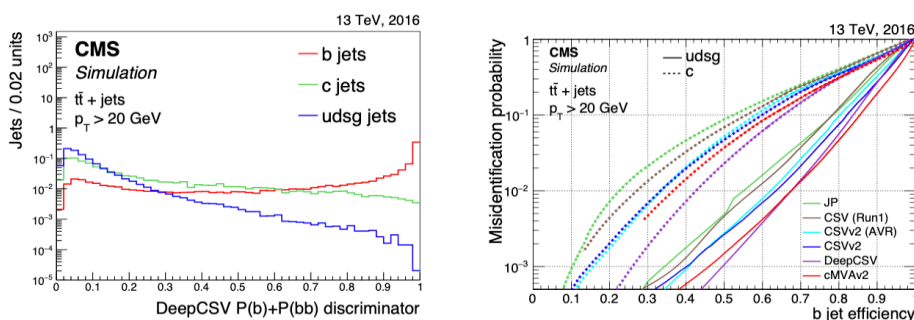 13 TeV, 2016
Jets / 0.02 units
10³
10²
10
1
10⁻¹
10⁻²
10⁻³
10⁻⁴
10⁻⁵
CMS
Simulation
tt̄ + jets
p_T > 20 GeV
b jets
c jets
udsg jets
0 0.1 0.2 0.3 0.4 0.5 0.6 0.7 0.8 0.9 1
DeepCSV P(b)+P(bb) discriminator
13 TeV, 2016
Misidentification probability
1
10⁻¹
10⁻²
10⁻³
CMS
Simulation
tt̄ + jets
p_T > 20 GeV
udsg
c
JP
CSV (Run1)
CSVv2 (AVR)
CSVv2
DeepCSV
cMVAv2
0 0.1 0.2 0.3 0.4 0.5 0.6 0.7 0.8 0.9 1
b jet efficiency